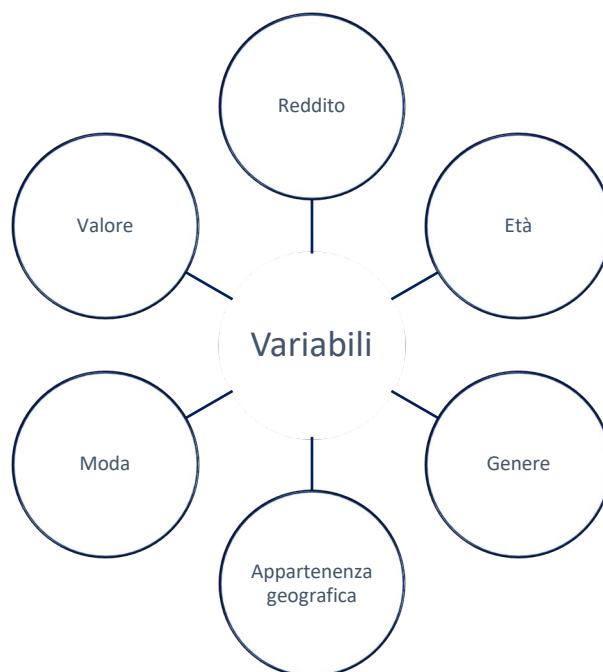 Reddito
Valore
Età
Variabili
Moda
Genere
Appartenenza
geografica